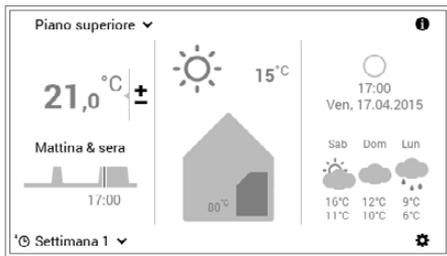 Piano superiore
21,0 °C ±
Mattina & sera
17:00
Settimana 1
15°C
80°C
17:00
Ven, 17.04.2015
Sab Dom Lun
16°C 12°C 9°C
11°C 10°C 6°C